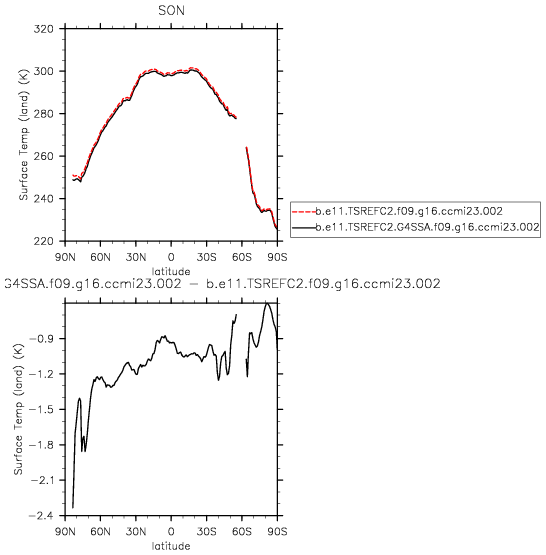 SON
320
300
280
260
240
220
Surface Temp (land) (K)
90N 60N 30N 0 30S 60S 90S
latitude
b.e11.TSREFC2.f09.g16.ccmi23.002
b.e11.TSREFC2.G4SSA.f09.g16.ccmi23.002
G4SSA.f09.g16.ccmi23.002 − b.e11.TSREFC2.f09.g16.ccmi23.002
−0.9
−1.2
−1.5
−1.8
−2.1
−2.4
Surface Temp (land) (K)
90N 60N 30N 0 30S 60S 90S
latitude